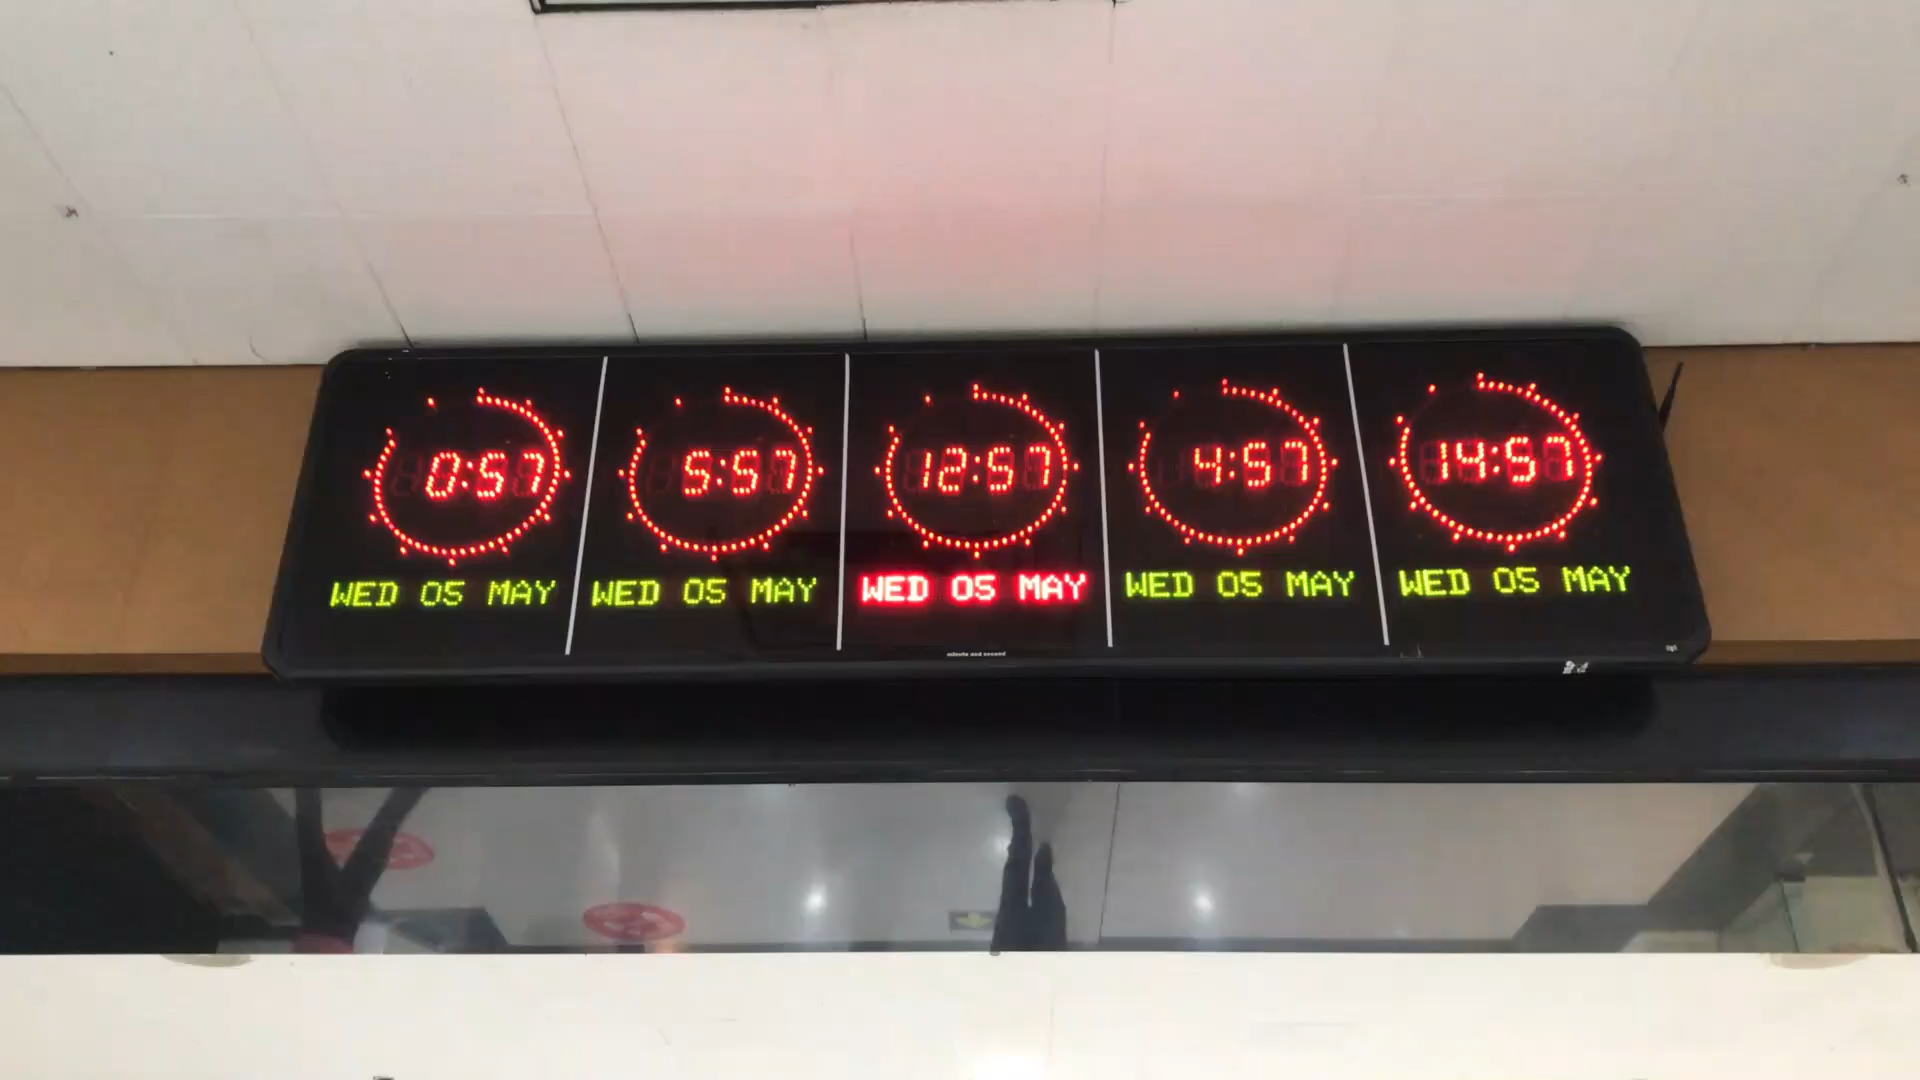 0:57 5:57 12:57 4:57 14:57
WED 05 MAY WED 05 MAY WED 05 MAY WED 05 MAY WED 05 MAY
minute and second